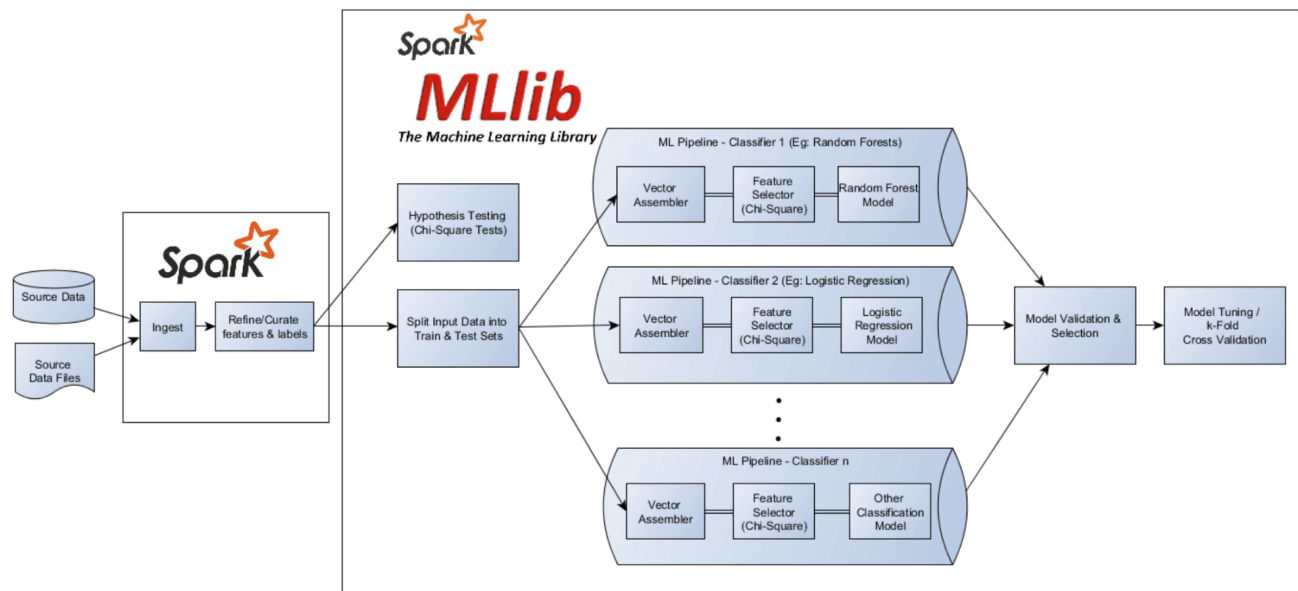 Spark
MLlib
The Machine Learning Library
Spark
Source Data
Source
Data Files
Ingest
Refine/Curate
features & labels
Hypothesis Testing
(Chi-Square Tests)
Split Input Data into
Train & Test Sets
ML Pipeline - Classifier 1 (Eg: Random Forests)
Vector
Assembler
Feature
Selector
(Chi-Square)
Random Forest
Model
ML Pipeline - Classifier 2 (Eg: Logistic Regression)
Vector
Assembler
Feature
Selector
(Chi-Square)
Logistic
Regression
Model
ML Pipeline - Classifier n
Vector
Assembler
Feature
Selector
(Chi-Square)
Other
Classification
Model
Model Validation &
Selection
Model Tuning /
k-Fold
Cross Validation